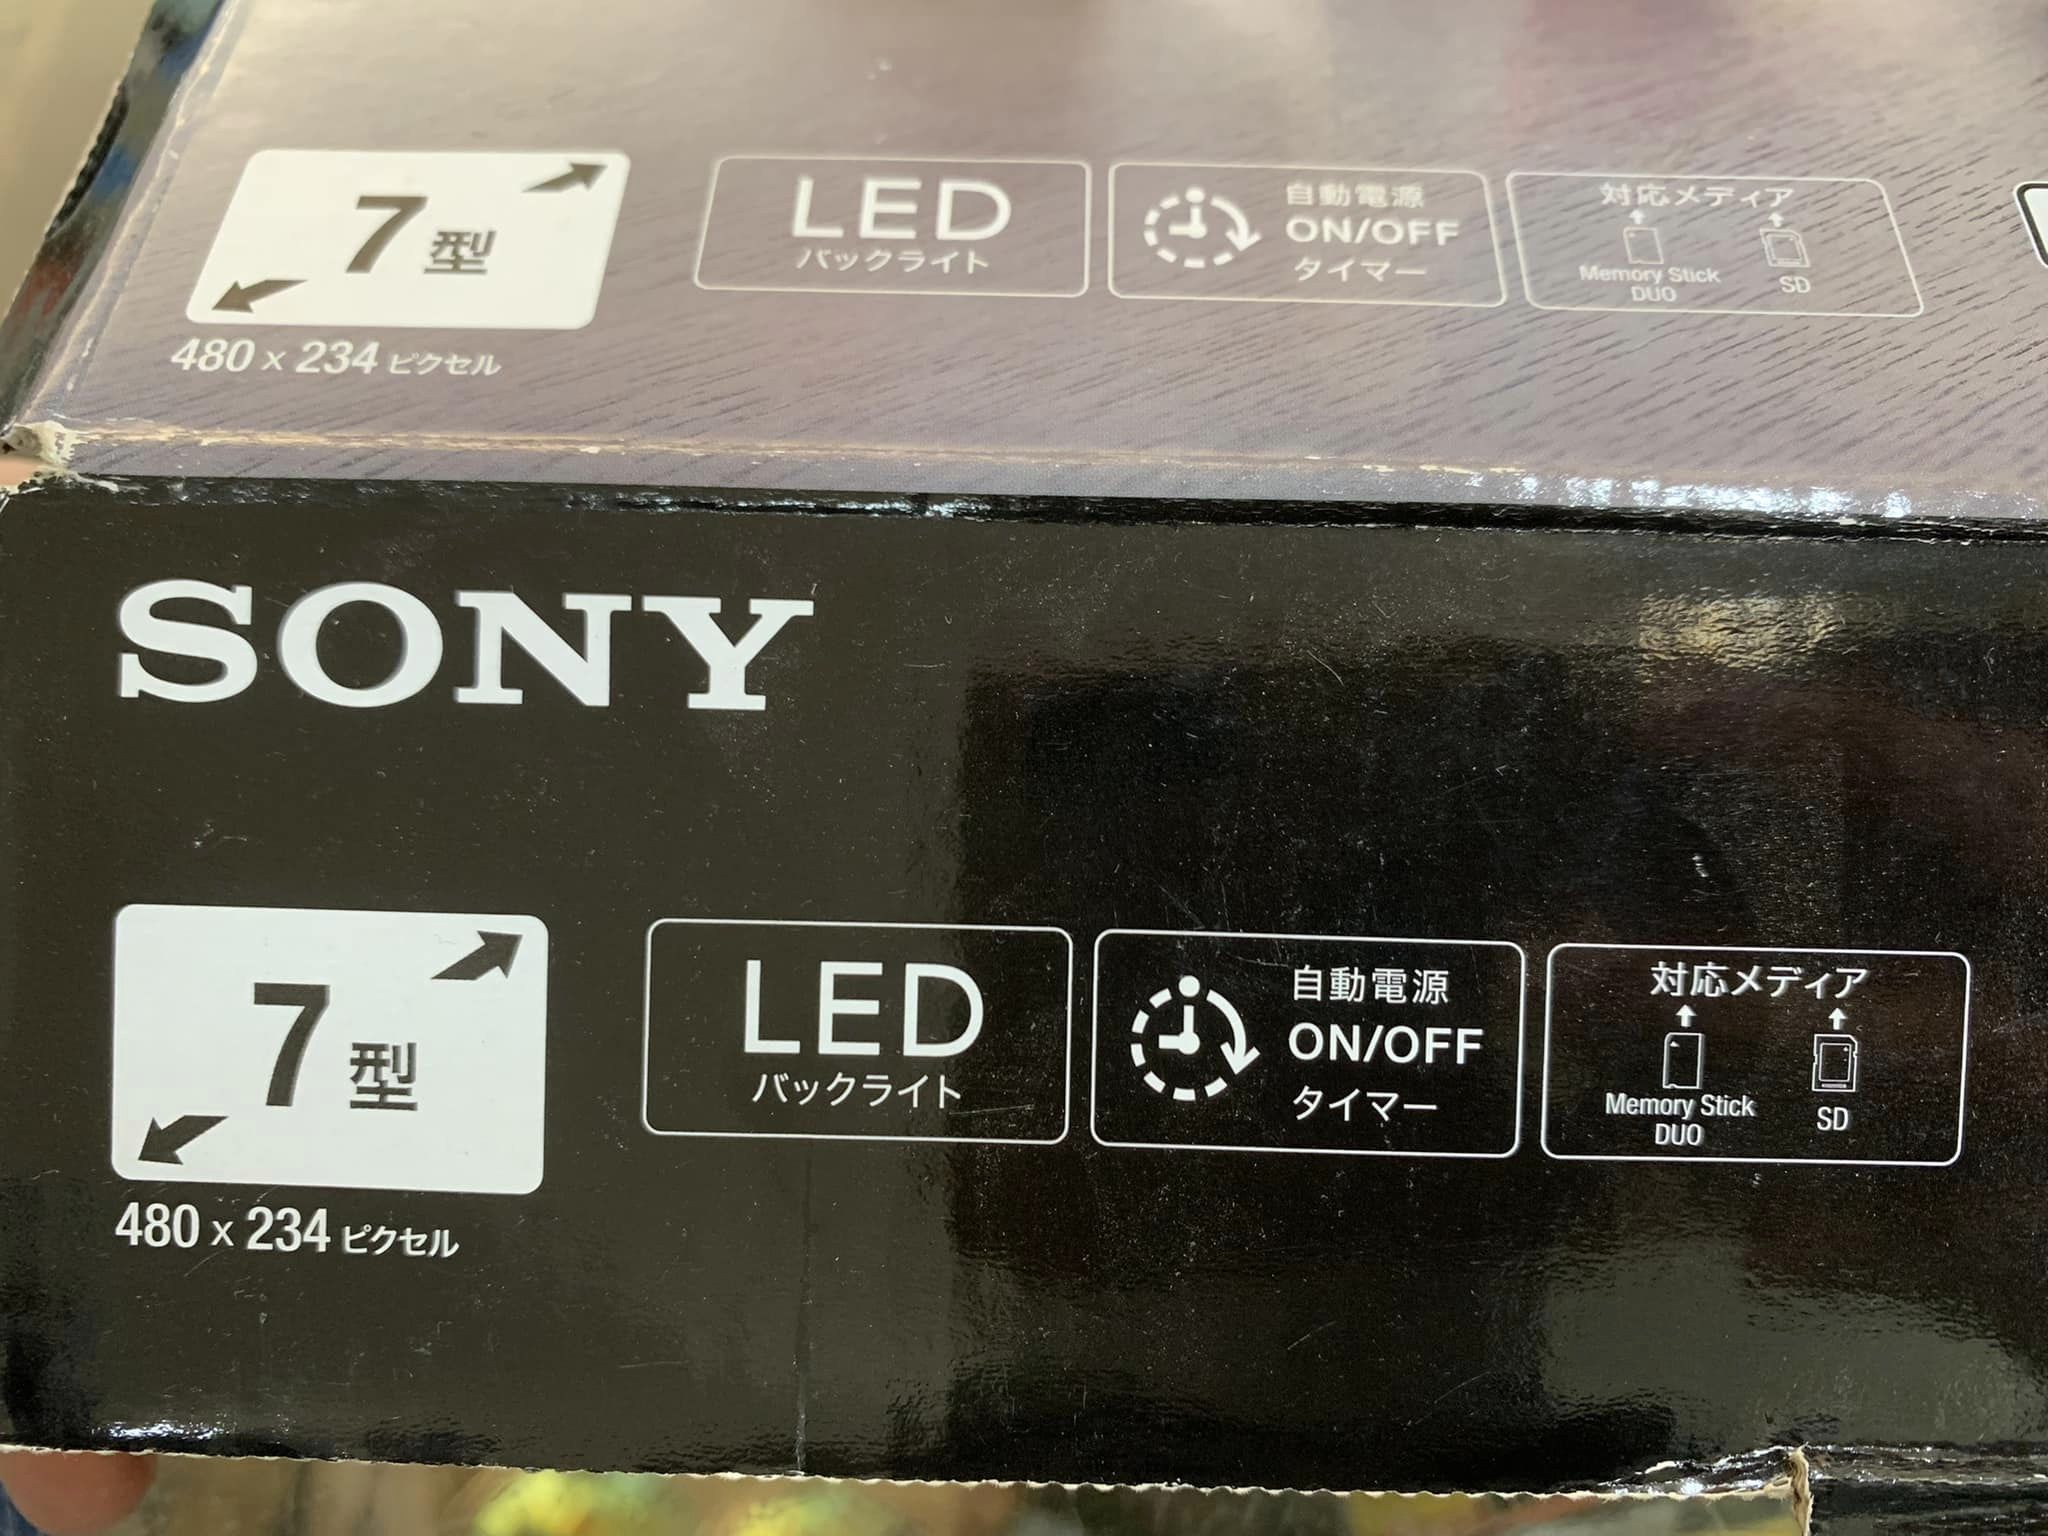 7型
480 x 234 ピクセル
LED
バックライト
自動電源
ON/OFF
タイマー
対応メディア
Memory Stick
DUO
SD
SONY
7型
480 x 234 ピクセル
LED
バックライト
自動電源
ON/OFF
タイマー
対応メディア
Memory Stick
DUO
SD